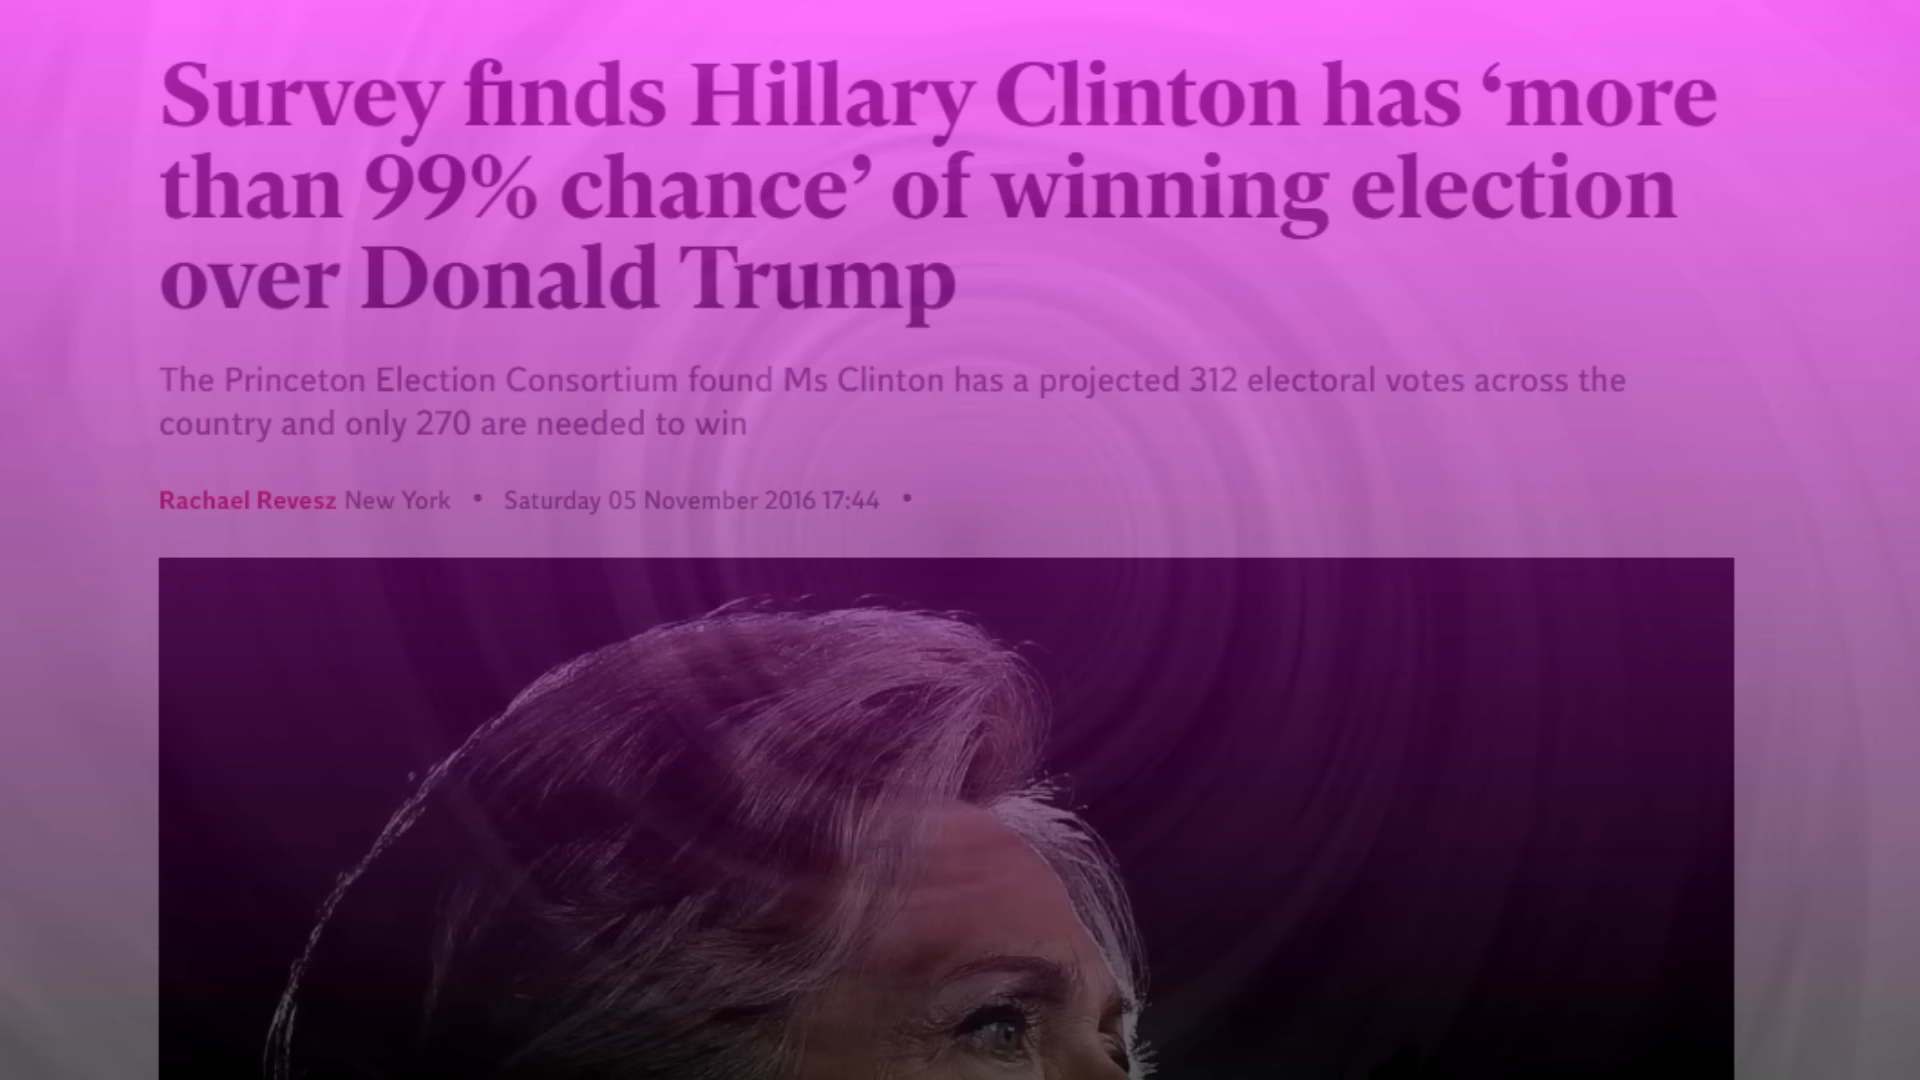 Survey finds Hillary Clinton has ‘more
than 99% chance’ of winning election
over Donald Trump
The Princeton Election Consortium found Ms Clinton has a projected 312 electoral votes across the
country and only 270 are needed to win
Rachael Revesz New York • Saturday 05 November 2016 17:44 •